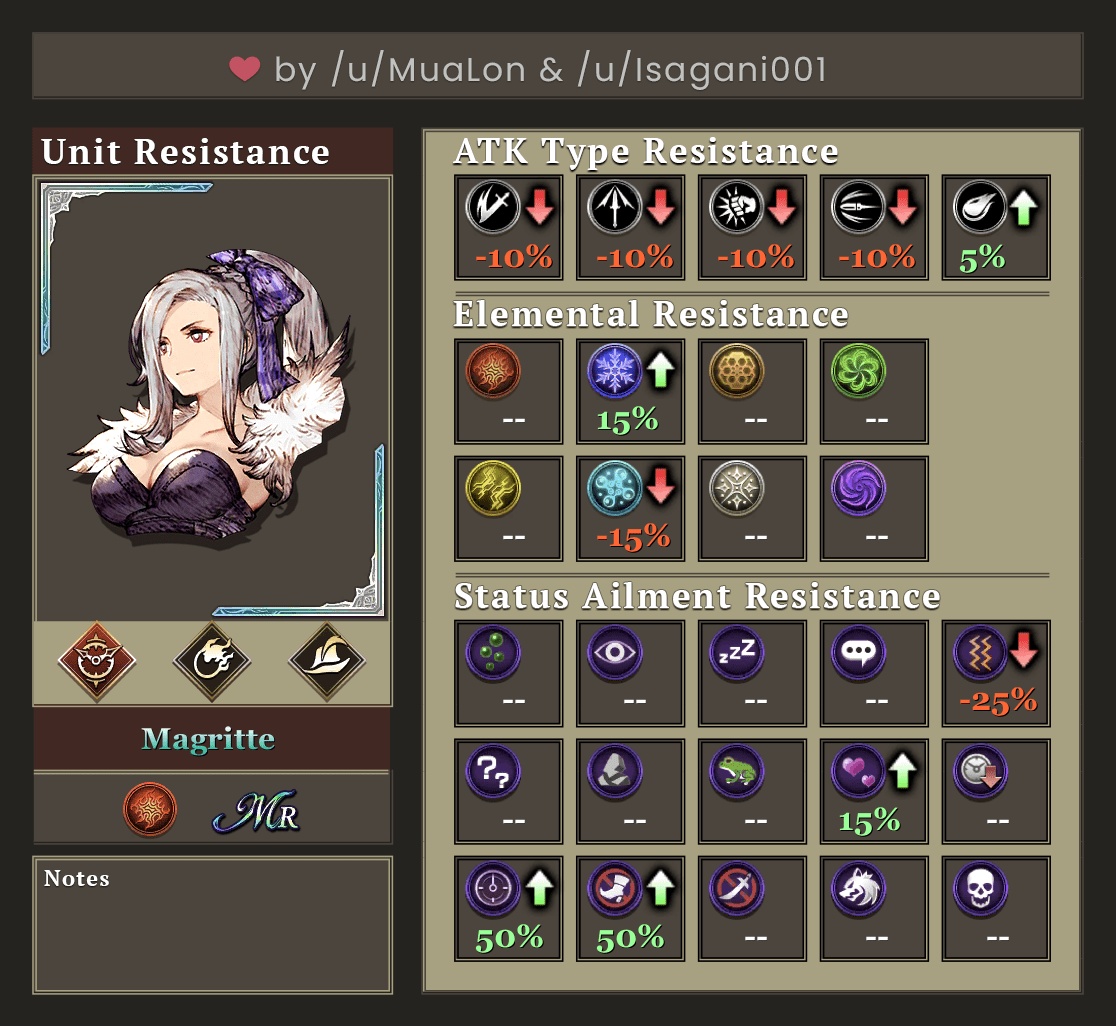 by /u/MuaLon & /u/Isagani001
Unit Resistance
Magritte
MR
Notes
ATK Type Resistance
-10% -10% -10% -10% 5%
Elemental Resistance
-- 15% -- --
-- -15% -- --
Status Ailment Resistance
zzZ
-- -- -- -- -25%
??
-- -- -- 15% --
50% 50% -- -- --